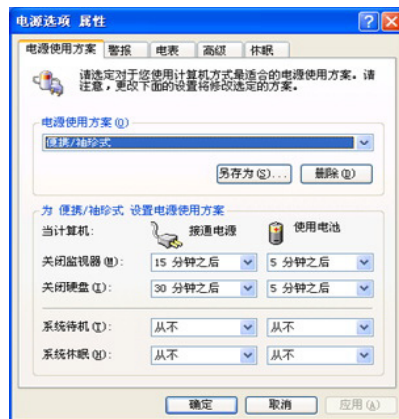 电源选项 属性
电源使用方案 警报 电表 高级 休眠
请选定对于您使用计算机方式最适合的电源使用方案。请
注意，更改下面的设置将修改选定的方案。
电源使用方案(O)
便携/袖珍式
另存为(S)... 删除(D)
为 便携/袖珍式 设置电源使用方案
当计算机: 接通电源 使用电池
关闭监视器(M): 15 分钟之后 5 分钟之后
关闭硬盘(I): 30 分钟之后 5 分钟之后
系统待机(T): 从不 从不
系统休眠(H): 从不 从不
确定 取消 应用(A)